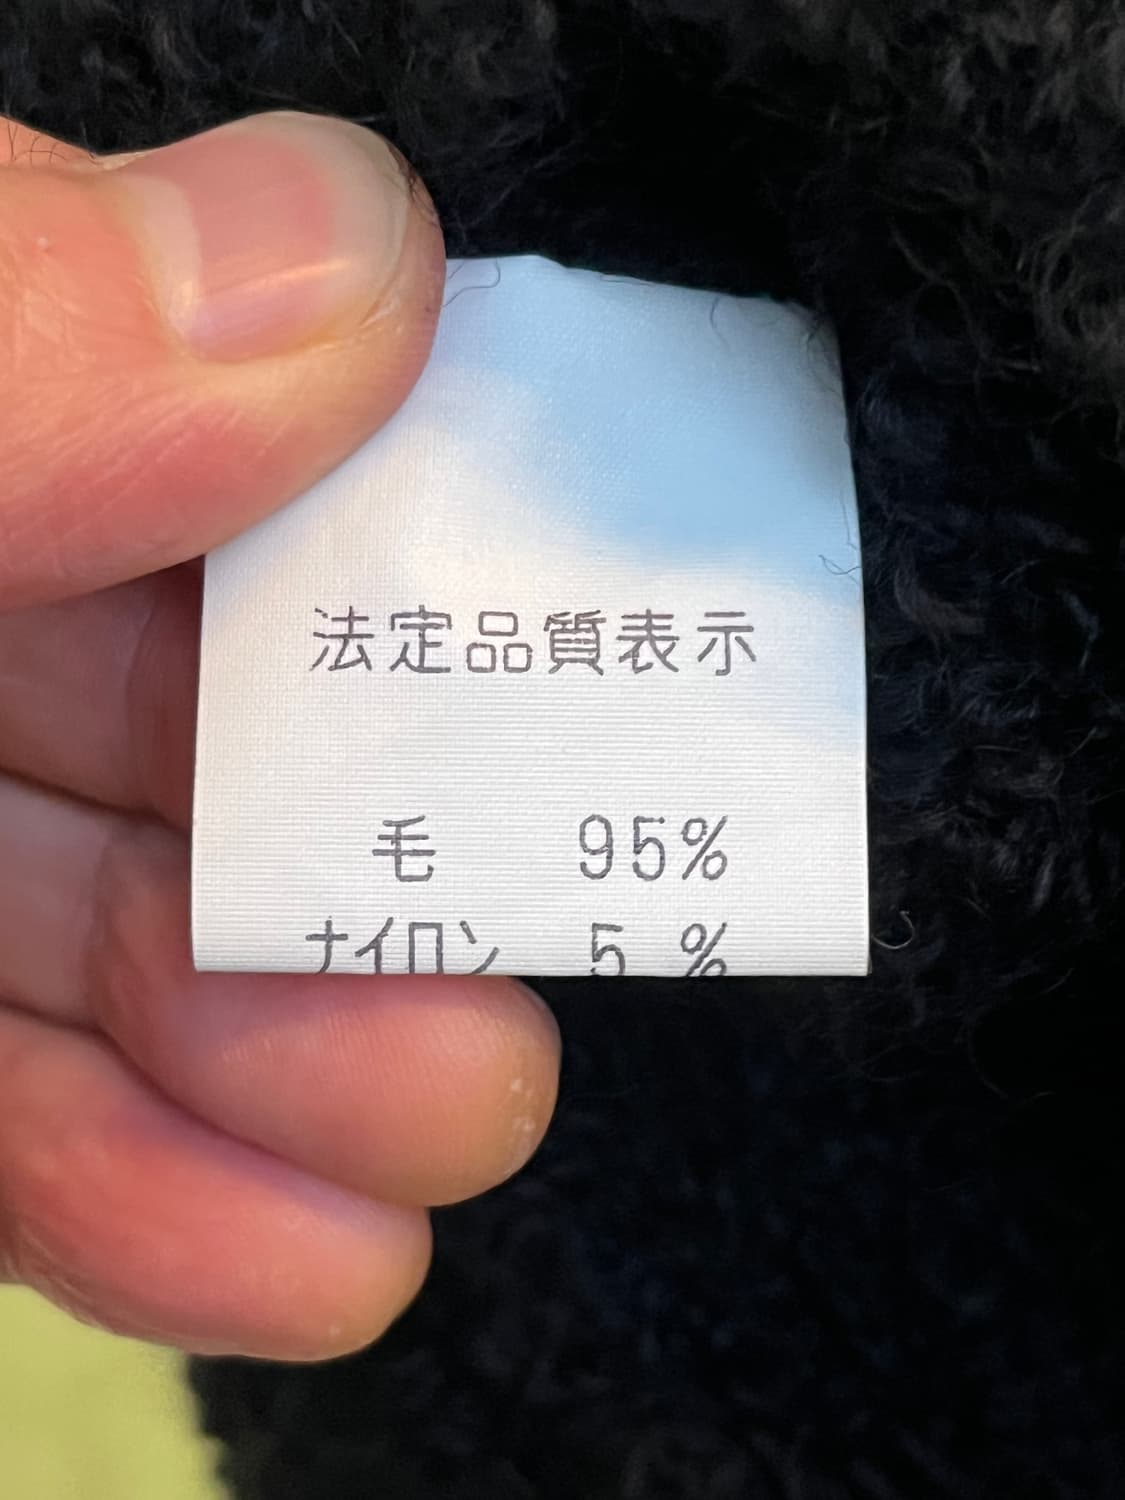 法定品質表示
毛 95%
ナイロン 5 %